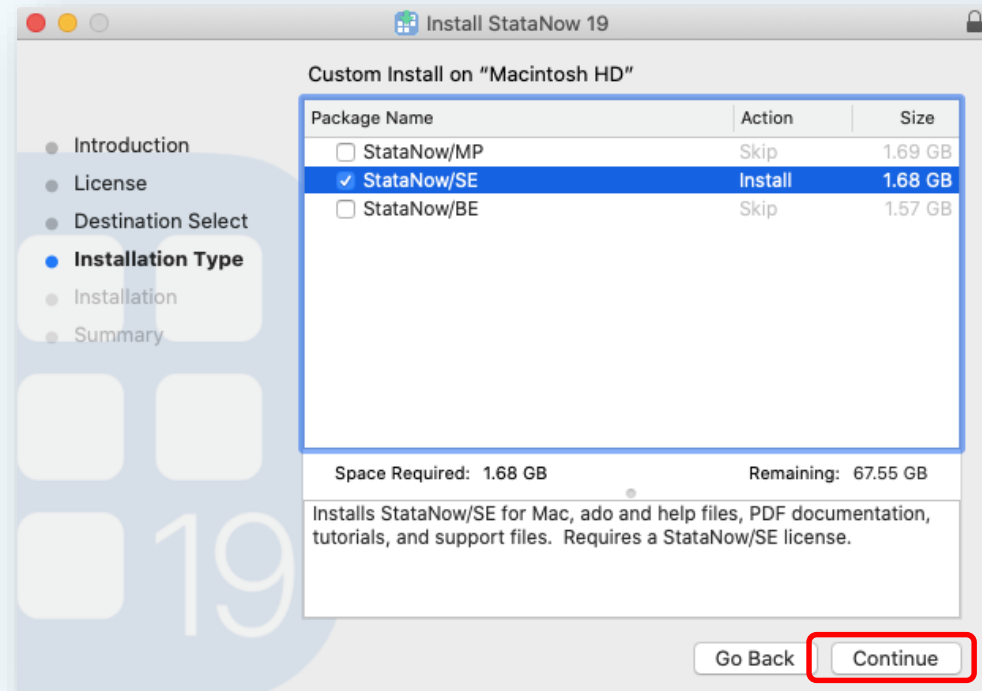 Install StataNow 19
Custom Install on “Macintosh HD”
Introduction
License
Destination Select
Installation Type
Installation
Summary
Package Name Action Size
StataNow/MP Skip 1.69 GB
StataNow/SE Install 1.68 GB
StataNow/BE Skip 1.57 GB
Space Required: 1.68 GB Remaining: 67.55 GB
Installs StataNow/SE for Mac, ado and help files, PDF documentation,
tutorials, and support files. Requires a StataNow/SE license.
19
Go Back Continue